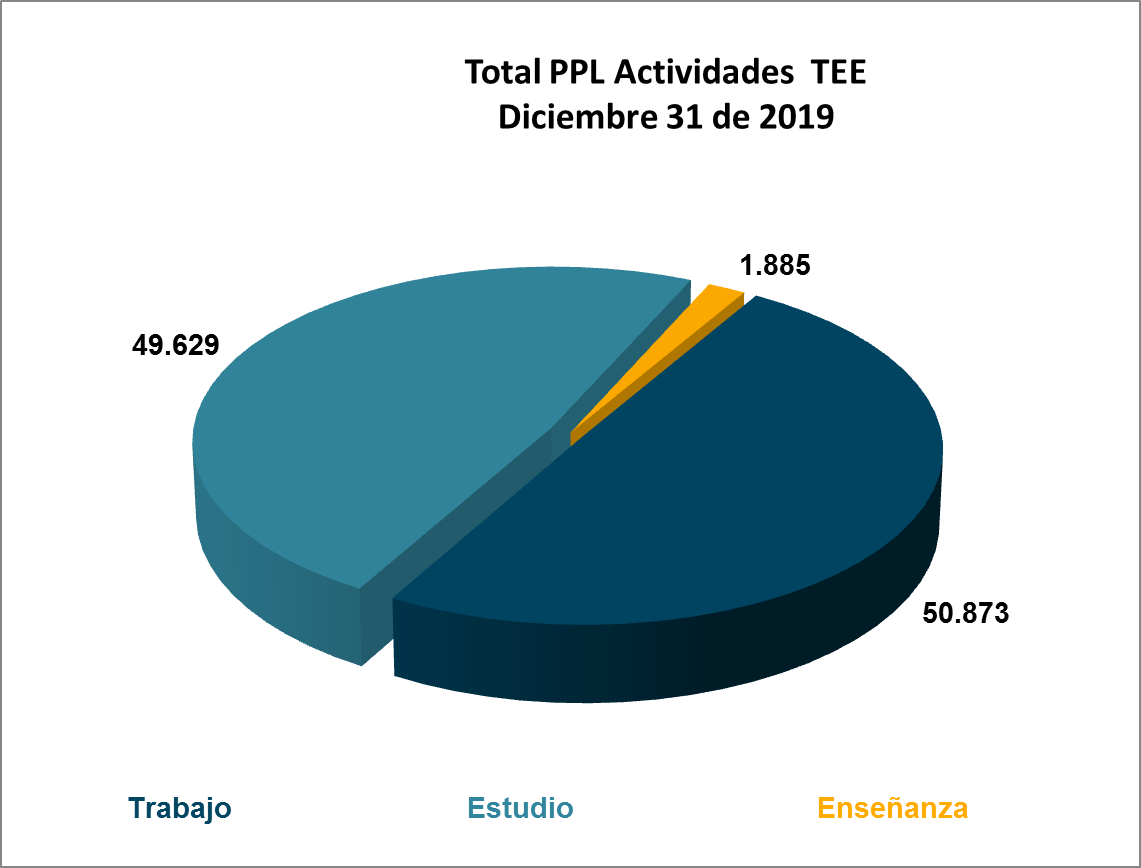 Total PPL Actividades  TEE
Diciembre 31 de 2019
1.885
49.629
50.873
Trabajo
Estudio
Enseñanza